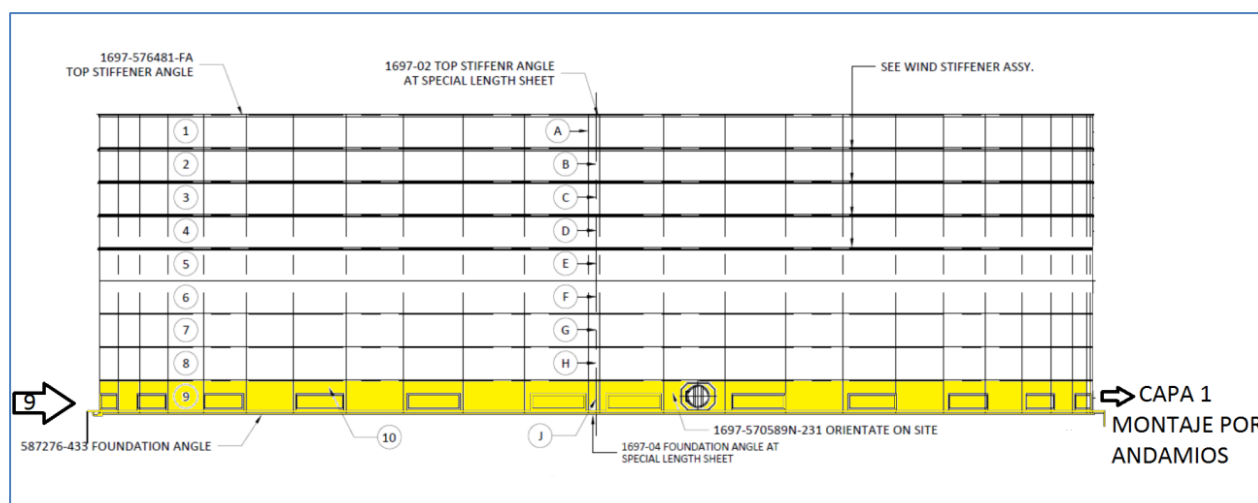 1697-576481-FA
TOP STIFFENER ANGLE
1697-02 TOP STIFFENR ANGLE
AT SPECIAL LENGTH SHEET
SEE WIND STIFFENER ASSY.
1
A
2
B
3
C
4
D
5
E
6
F
7
G
8
H
9
9
CAPA 1
MONTAJE POR
ANDAMIOS
10
J
1697-570589N-231 ORIENTATE ON SITE
587276-433 FOUNDATION ANGLE
1697-04 FOUNDATION ANGLE AT
SPECIAL LENGTH SHEET